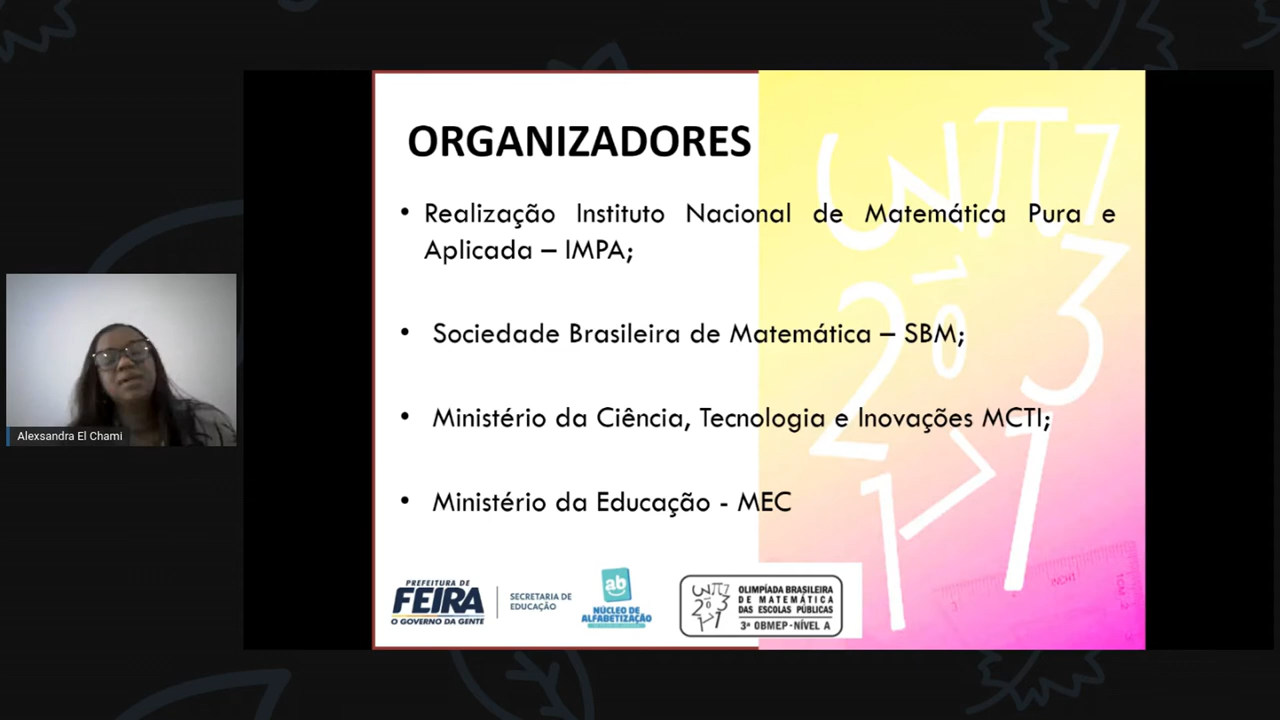 ORGANIZADORES
• Realização Instituto Nacional de Matemática Pura e
Aplicada – IMPA;
• Sociedade Brasileira de Matemática – SBM;
• Ministério da Ciência, Tecnologia e Inovações MCTI;
• Ministério da Educação - MEC
Alexsandra El Chami
PREFEITURA DE
FEIRA
O GOVERNO DA GENTE
SECRETARIA DE
EDUCAÇÃO
ab
NÚCLEO DE
ALFABETIZAÇÃO
OLIMPÍADA BRASILEIRA
DE MATEMÁTICA
DAS ESCOLAS PÚBLICAS
3ª OBMEP - NÍVEL A